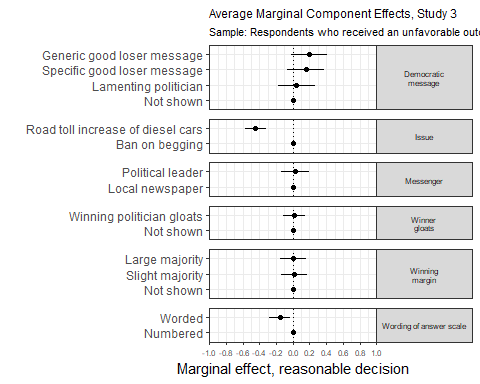 Average Marginal Component Effects, Study 3
Sample: Respondents who received an unfavorable out
Generic good loser message
Specific good loser message
Lamenting politician
Not shown
Democratic
message
Road toll increase of diesel cars
Ban on begging
Issue
Political leader
Local newspaper
Messenger
Winning politician gloats
Not shown
Winner
gloats
Large majority
Slight majority
Not shown
Winning
margin
Worded
Numbered
Wording of answer scale
-1.0 -0.8 -0.6 -0.4 -0.2 0.0 0.2 0.4 0.6 0.8 1.0
Marginal effect, reasonable decision